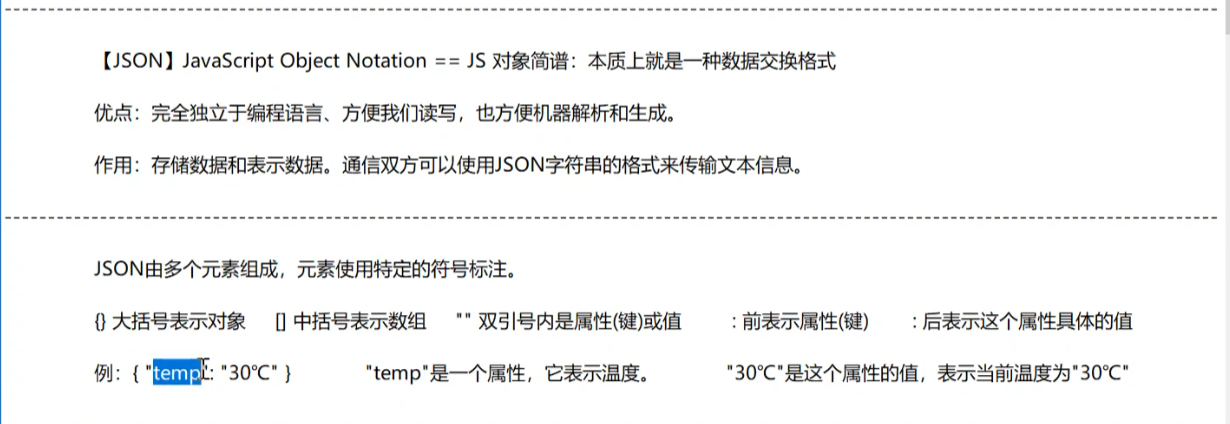 【JSON】JavaScript Object Notation == JS 对象简谱：本质上就是一种数据交换格式
优点：完全独立于编程语言、方便我们读写，也方便机器解析和生成。
作用：存储数据和表示数据。通信双方可以使用JSON字符串的格式来传输文本信息。
JSON由多个元素组成，元素使用特定的符号标注。
{} 大括号表示对象 [] 中括号表示数组 "" 双引号内是属性(键)或值 : 前表示属性(键) : 后表示这个属性具体的值
例：{ "temp": "30℃" } "temp"是一个属性，它表示温度。 "30℃"是这个属性的值，表示当前温度为"30℃"